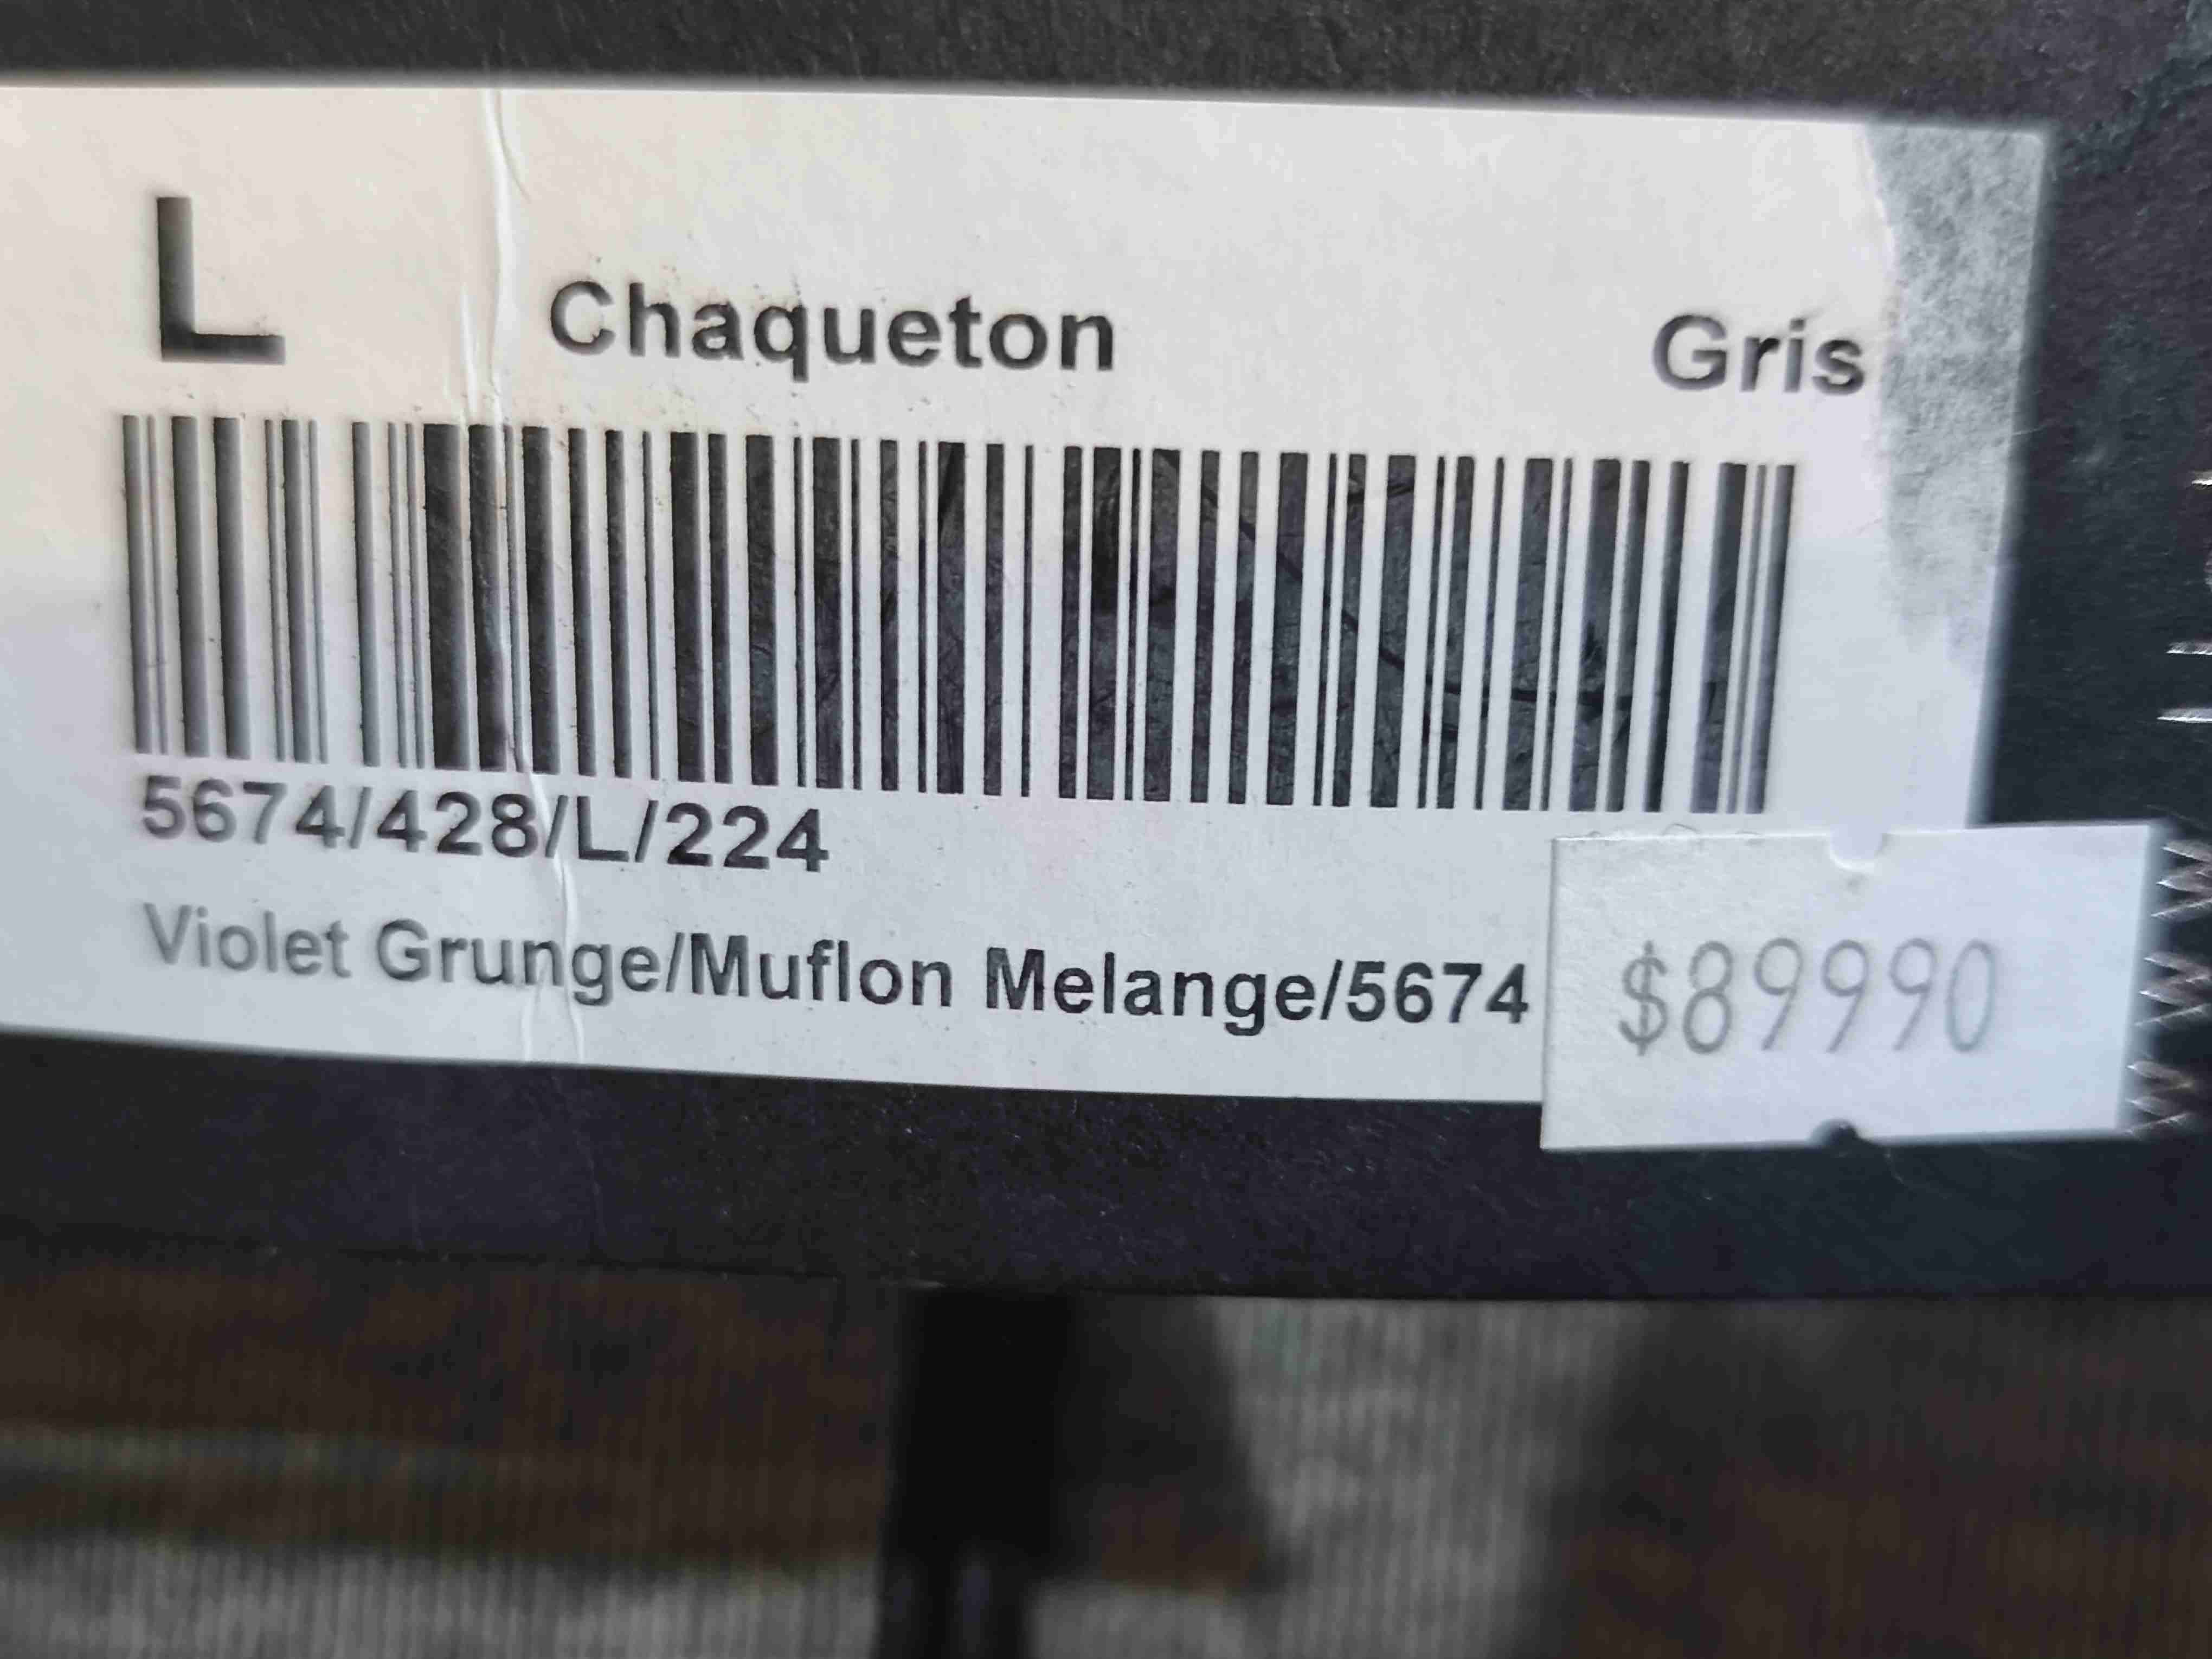 L Chaqueton Gris
5674/428/L/224
Violet Grunge/Muflon Melange/5674
$89990